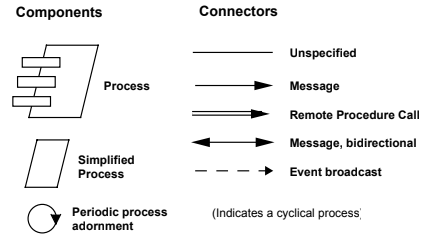 Components
Connectors
Process
Simplified
Process
Periodic process
adornment
Unspecified
Message
Remote Procedure Call
Message, bidirectional
Event broadcast
(Indicates a cyclical process)